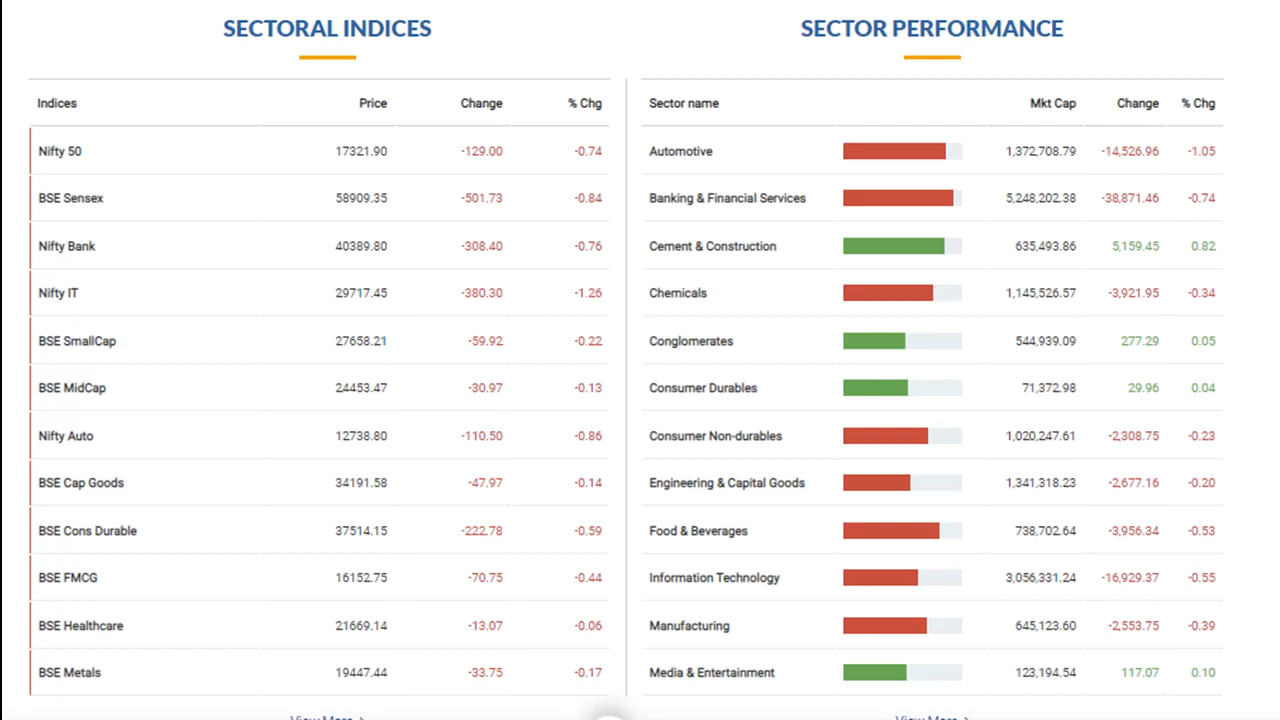 SECTORAL INDICES
Indices Price Change % Chg
Nifty 50 17321.90 -129.00 -0.74
BSE Sensex 58909.35 -501.73 -0.84
Nifty Bank 40389.80 -308.40 -0.76
Nifty IT 29717.45 -380.30 -1.26
BSE SmallCap 27658.21 -59.92 -0.22
BSE MidCap 24453.47 -30.97 -0.13
Nifty Auto 12738.80 -110.50 -0.86
BSE Cap Goods 34191.58 -47.97 -0.14
BSE Cons Durable 37514.15 -222.78 -0.59
BSE FMCG 16152.75 -70.75 -0.44
BSE Healthcare 21669.14 -13.07 -0.06
BSE Metals 19447.44 -33.75 -0.17
View More >
SECTOR PERFORMANCE
Sector name Mkt Cap Change % Chg
Automotive 1,372,708.79 -14,526.96 -1.05
Banking & Financial Services 5,248,202.38 -38,871.46 -0.74
Cement & Construction 635,493.86 5,159.45 0.82
Chemicals 1,145,526.57 -3,921.95 -0.34
Conglomerates 544,939.09 277.29 0.05
Consumer Durables 71,372.98 29.96 0.04
Consumer Non-durables 1,020,247.61 -2,308.75 -0.23
Engineering & Capital Goods 1,341,318.23 -2,677.16 -0.20
Food & Beverages 738,702.64 -3,956.34 -0.53
Information Technology 3,056,331.24 -16,929.37 -0.55
Manufacturing 645,123.60 -2,553.75 -0.39
Media & Entertainment 123,194.54 117.07 0.10
View More >